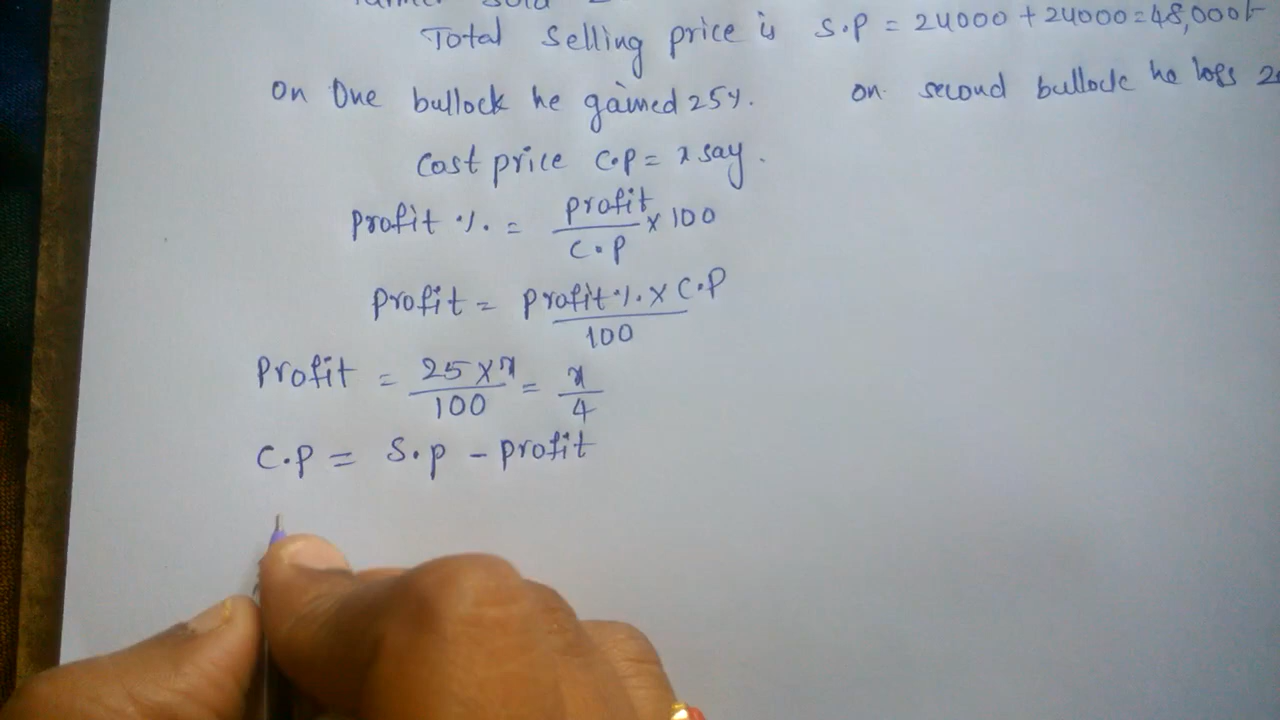 Total Selling price is S.P = 24000 + 24000 = 48,000/-
On One bullock he gained 25%.
on second bullock he loss
Cost price C.P = x say.
Profit % = profit / C.P x 100
Profit = Profit % x C.P / 100
Profit = 25 x x / 100 = x / 4
C.P = S.P - profit